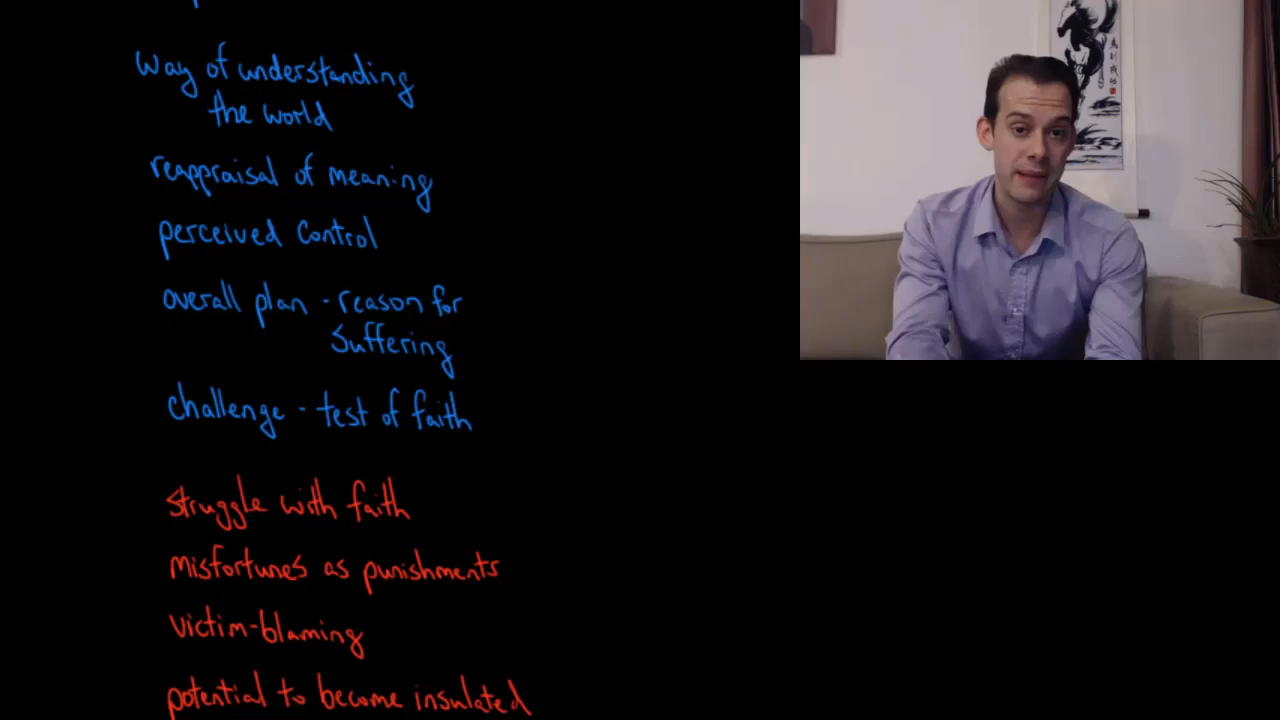 Way of understanding
the world
reappraisal of meaning
perceived control
overall plan - reason for
suffering
challenge - test of faith
struggle with faith
misfortunes as punishments
victim-blaming
potential to become insulated